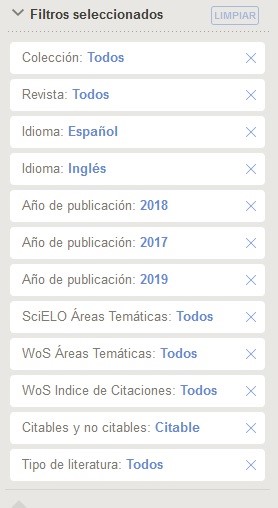 Filtros seleccionados LIMPIAR
Colección: Todos
Revista: Todos
Idioma: Español
Idioma: Inglés
Año de publicación: 2018
Año de publicación: 2017
Año de publicación: 2019
SciELO Áreas Temáticas: Todos
WoS Áreas Temáticas: Todos
WoS Indice de Citaciones: Todos
Citables y no citables: Citable
Tipo de literatura: Todos